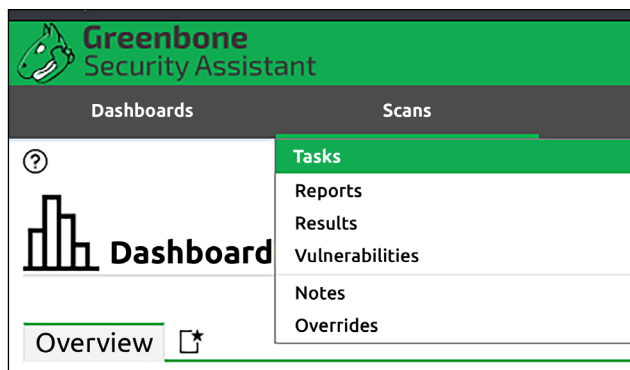 Greenbone
Security Assistant
Dashboards Scans
Tasks
Reports
Results
Dashboard
Vulnerabilities
Notes
Overrides
Overview